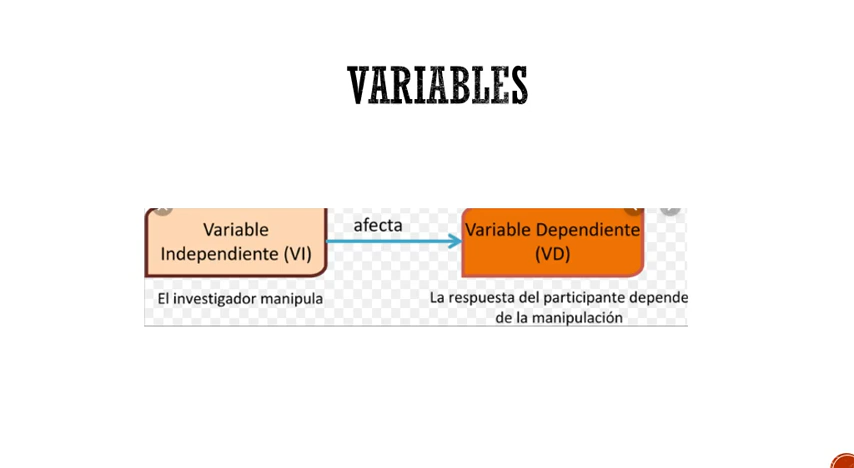 VARIABLES
Variable
Independiente (VI)
afecta
Variable Dependiente
(VD)
El investigador manipula
La respuesta del participante depende
de la manipulación